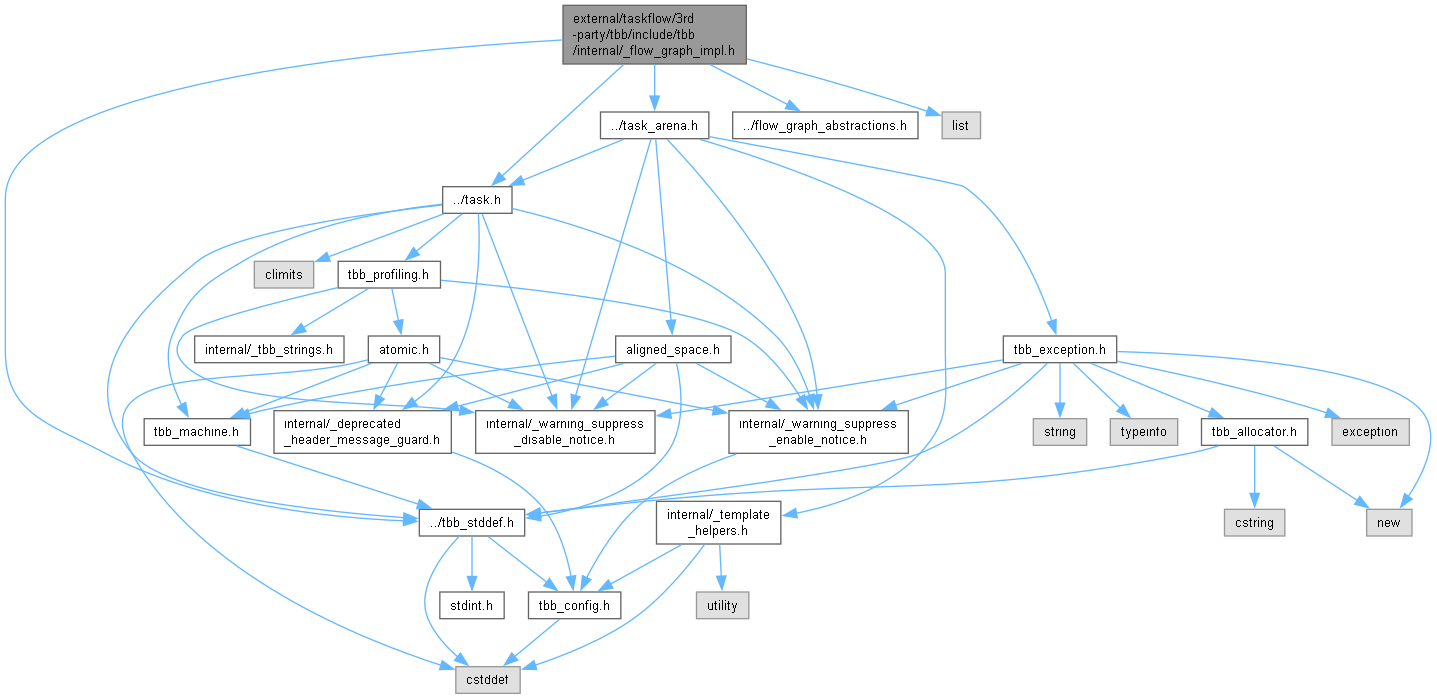 external/taskflow/3rd
-party/tbb/include/tbb
/internal/_flow_graph_impl.h
../task_arena.h
../flow_graph_abstractions.h
list
../task.h
climits
tbb_profiling.h
internal/_tbb_strings.h
atomic.h
aligned_space.h
tbb_exception.h
tbb_machine.h
internal/_deprecated
_header_message_guard.h
internal/_warning_suppress
_disable_notice.h
internal/_warning_suppress
_enable_notice.h
string
typeinfo
tbb_allocator.h
exception
../tbb_stddef.h
internal/_template
_helpers.h
cstring
new
stdint.h
tbb_config.h
utility
cstddef